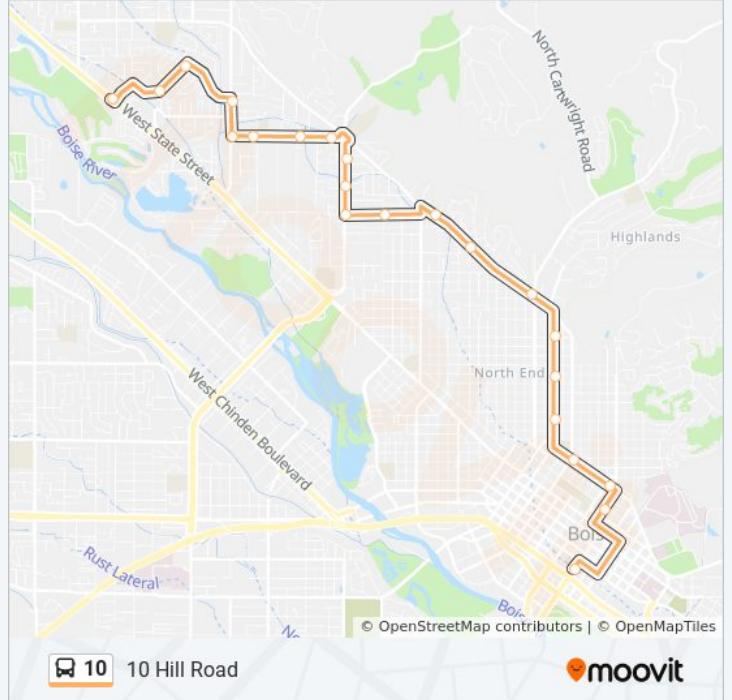 North Cartwright Road
West State Street
Boise River
Highlands
North End
West Chinden Boulevard
Bois
Rust Lateral
Bois
© OpenStreetMap contributors | © OpenMapTiles
10 10 Hill Road
moovit